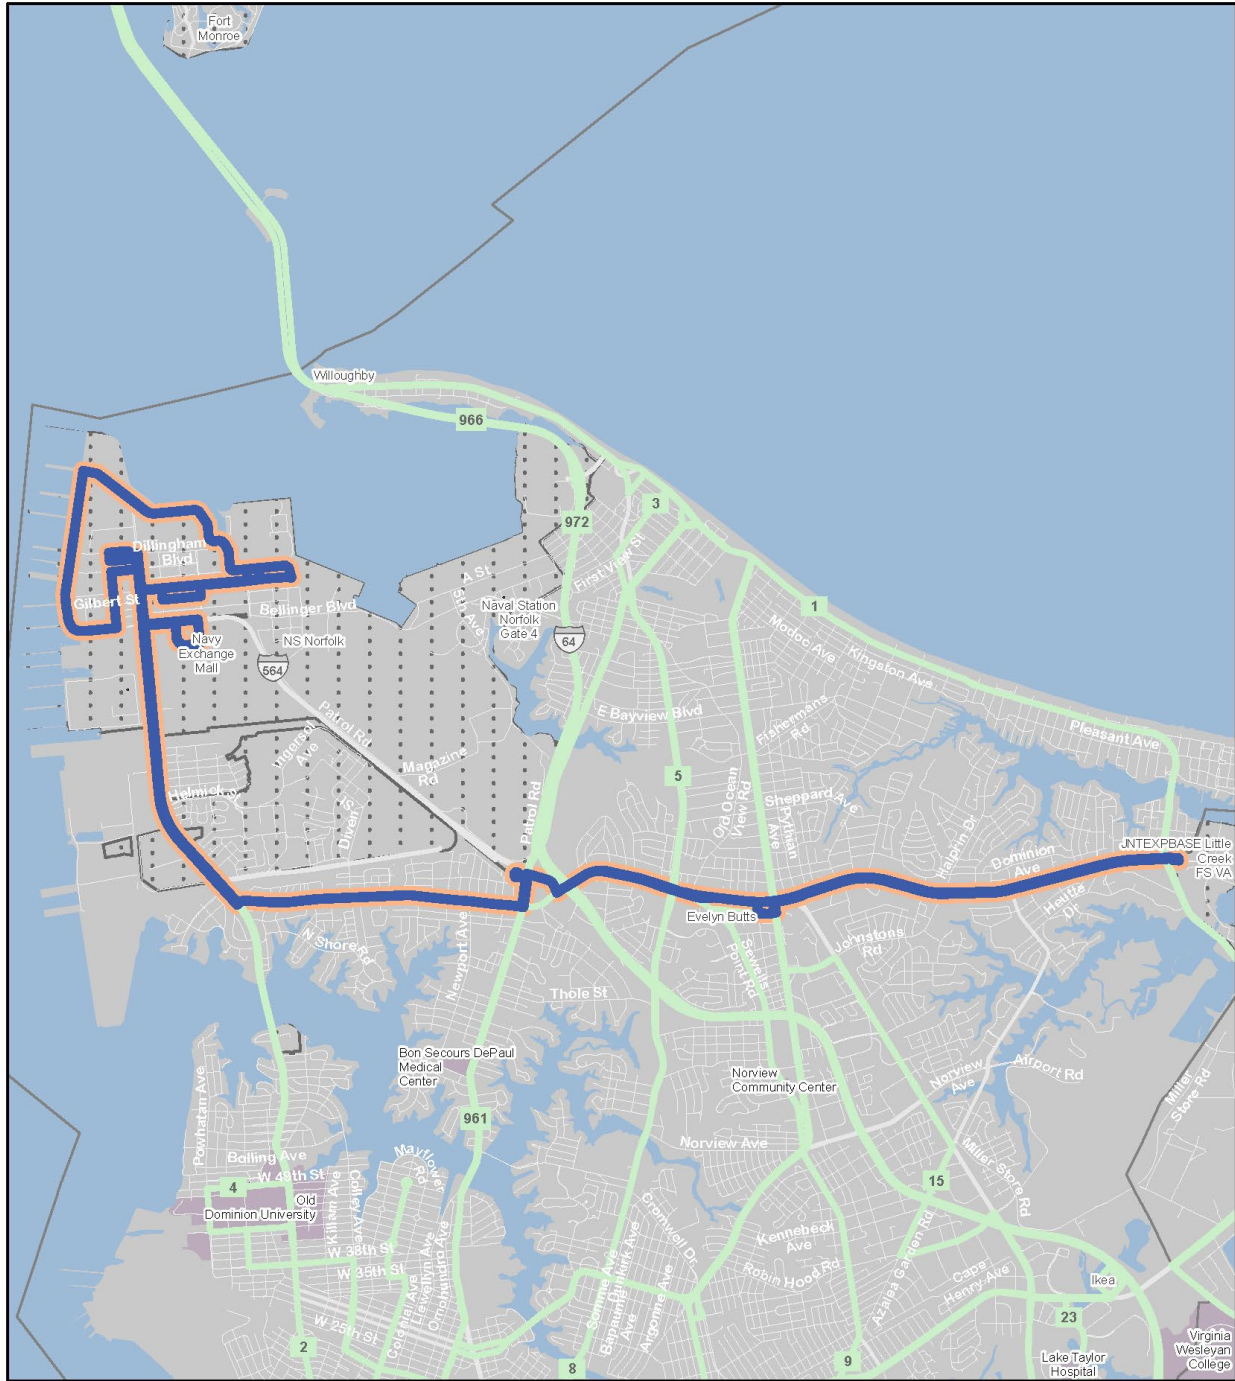 Fort
Monroe
Willoughby
966
972
3
First View St
1
Dillingham
Blvd
Gilbert St
Bellinger Blvd
Navy
Exchange
Mall
NS Norfolk
564
A St
5th Ave
Naval Station
Norfolk
Gate 4
64
Modoc Ave
Kingston Ave
Pleasant Ave
E Bayview Blvd
Fishermans
Rd
Patrol Rd
Ingersol
Ave
Magazine
Rd
5
Old Ocean
View Rd
Sheppard Ave
Pythian
Ave
Helmick S
Patrol Rd
Halprin Dr
Dominion
Ave
JNTEXPBASE Little
Creek
FS VA
Heutte
Dr
Evelyn Butts
N Shore Rd
Newport Ave
Sewells
Point Rd
Johnstons
Rd
Thole St
Bon Secours DePaul
Medical
Center
Norview
Community Center
Norview
Ave
Airport Rd
Miller
Store Rd
Powhatan Ave
961
Norview Ave
Bolling Ave
W 49th St
4
Old
Dominion University
Mayflower
Rd
Killam Ave
Colley Ave
W 38th St
W 35th St
W 25th St
Colonial Ave
Llewellyn Ave
Omohundro Ave
Cromwell Dr
Somme Ave
Bapaume
Ave
Dunkirk Ave
Argonne Ave
Kennebeck
Ave
Robin Hood Rd
15
Miller Store Rd
Azalea Garden Rd
Cape
Henry Ave
Ikea
2
8
9
23
Lake Taylor
Hospital
Virginia
Wesleyan
College